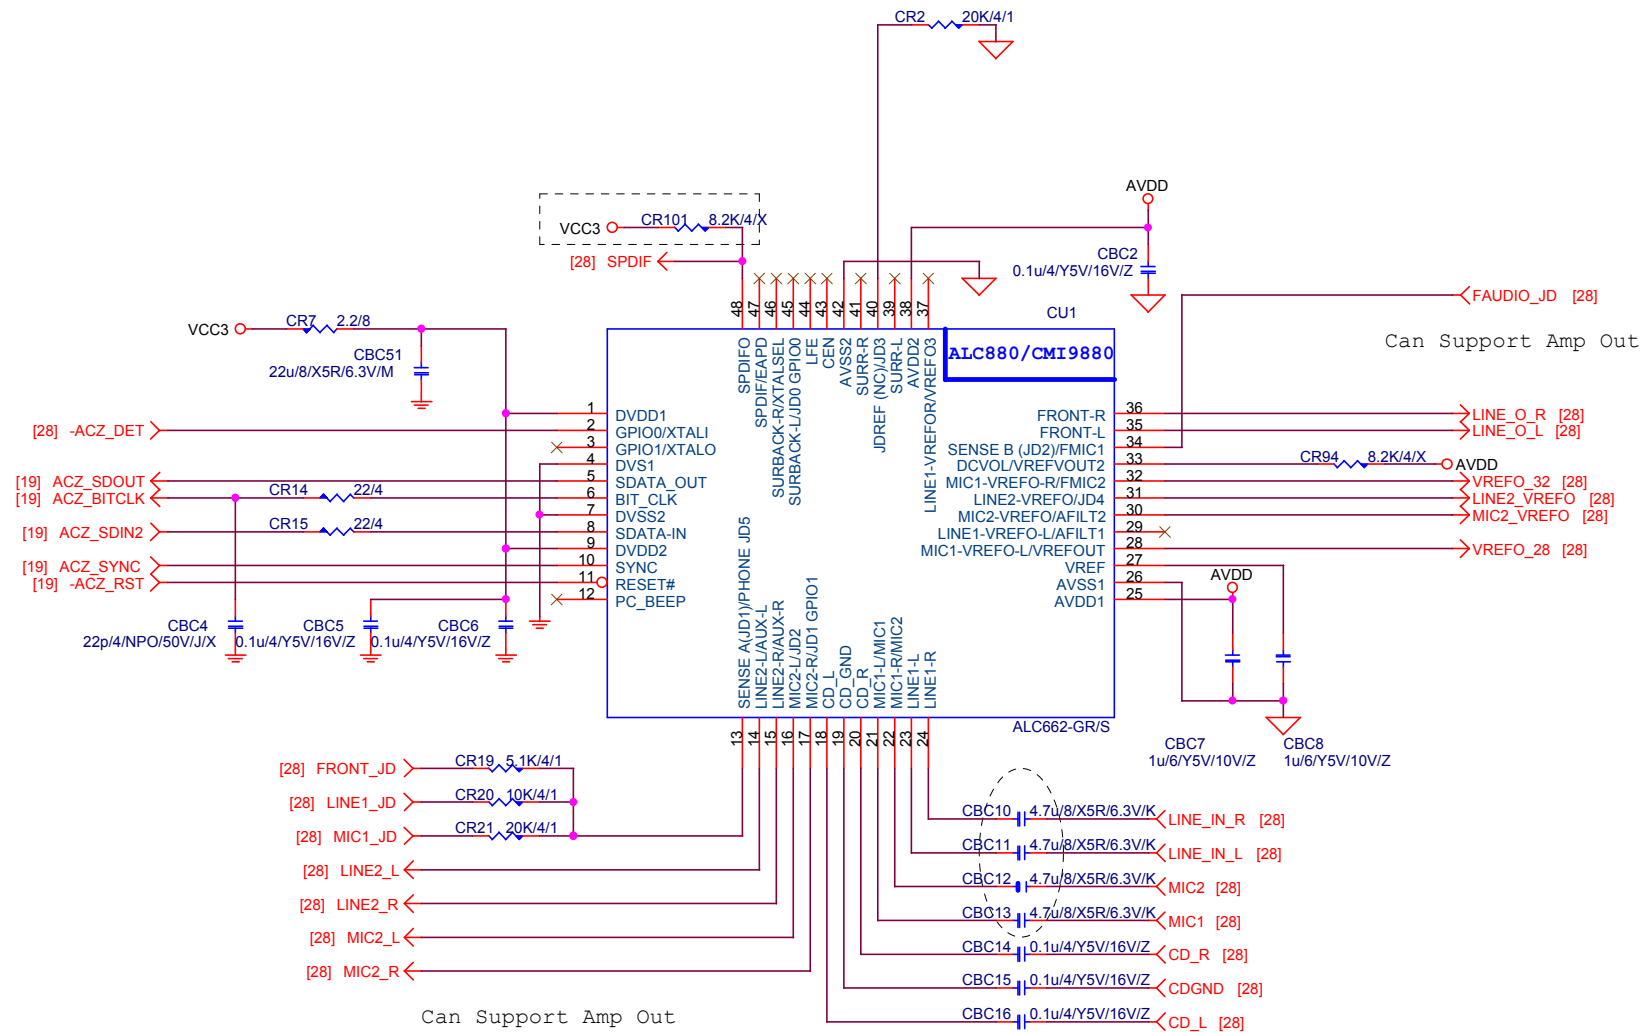 CR2 20K/4/1
AVDD
VCC3 CR101 8.2K/4/X
[28] SPDIF
CBC2
0.1u/4/Y5V/16V/Z
48 47 46 45 44 43 42 41 40 39 38 37
CU1
FAUDIO_JD [28]
VCC3 CR7 2.2/8
CBC51
22u/8/X5R/6.3V/M
ALC880/CMI9880
Can Support Amp Out
SPDIFO
SPDIF/EAPD
SURBACK-R/XTALSEL
SURBACK-L/JD0 GPIO0
LFE
CEN
AVSS2
SURR-R
JDREF (NC)/JD3
SURR-L
AVDD2
LINE1-VREFOR/VREFO3
1 DVDD1
[28] -ACZ_DET 2 GPIO0/XTALI
3 GPIO1/XTALO
4 DVS1
[19] ACZ_SDOUT 5 SDATA_OUT
[19] ACZ_BITCLK CR14 22/4 6 BIT_CLK
7 DVSS2
[19] ACZ_SDIN2 CR15 22/4 8 SDATA-IN
9 DVDD2
[19] ACZ_SYNC 10 SYNC
[19] -ACZ_RST 11 RESET#
12 PC_BEEP
FRONT-R 36 LINE_O_R [28]
FRONT-L 35 LINE_O_L [28]
SENSE B (JD2)/FMIC1 34
DCVOL/VREFVOUT2 33 CR94 8.2K/4/X AVDD
MIC1-VREFO-R/FMIC2 32 VREFO_32 [28]
LINE2-VREFO/JD4 31 LINE2_VREFO [28]
MIC2-VREFO/AFILT2 30 MIC2_VREFO [28]
LINE1-VREFO-L/AFILT1 29
MIC1-VREFO-L/VREFOUT 28 VREFO_28 [28]
VREF 27
AVSS1 26 AVDD
AVDD1 25
CBC4
22p/4/NPO/50V/J/X
CBC5
0.1u/4/Y5V/16V/Z
CBC6
0.1u/4/Y5V/16V/Z
SENSE A(JD1)/PHONE JD5
LINE2-L/AUX-L
LINE2-R/AUX-R
MIC2-L/JD2
MIC2-R/JD1 GPIO1
CD_L
CD_GND
CD_R
MIC1-L/MIC1
MIC1-R/MIC2
LINE1-L
LINE1-R
ALC662-GR/S
13 14 15 16 17 18 19 20 21 22 23 24
CBC7
1u/6/Y5V/10V/Z
CBC8
1u/6/Y5V/10V/Z
[28] FRONT_JD CR19 5.1K/4/1
[28] LINE1_JD CR20 10K/4/1
[28] MIC1_JD CR21 20K/4/1
[28] LINE2_L
[28] LINE2_R
[28] MIC2_L
[28] MIC2_R
CBC10 4.7u/8/X5R/6.3V/K LINE_IN_R [28]
CBC11 4.7u/8/X5R/6.3V/K LINE_IN_L [28]
CBC12 4.7u/8/X5R/6.3V/K MIC2 [28]
CBC13 4.7u/8/X5R/6.3V/K MIC1 [28]
CBC14 0.1u/4/Y5V/16V/Z CD_R [28]
CBC15 0.1u/4/Y5V/16V/Z CDGND [28]
CBC16 0.1u/4/Y5V/16V/Z CD_L [28]
Can Support Amp Out